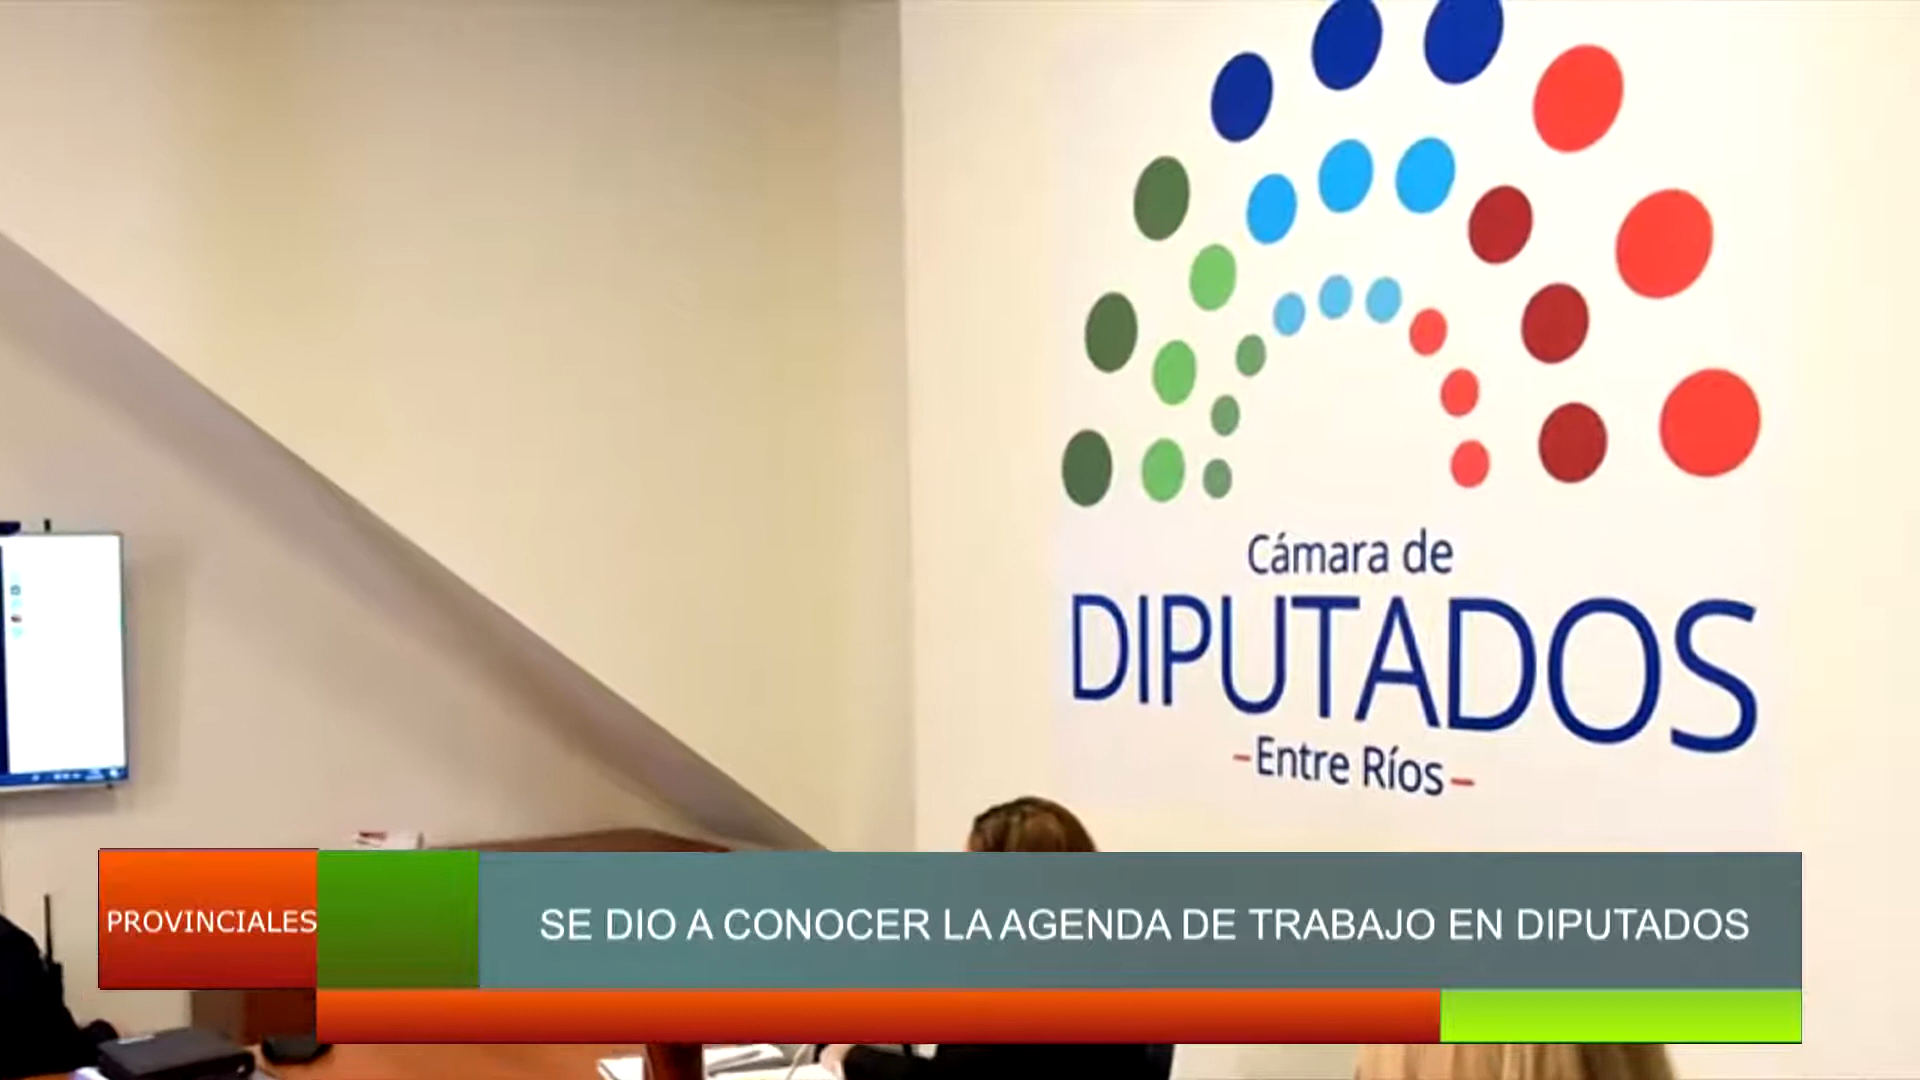 Cámara de
DIPUTADOS
-Entre Ríos-
PROVINCIALES
SE DIO A CONOCER LA AGENDA DE TRABAJO EN DIPUTADOS